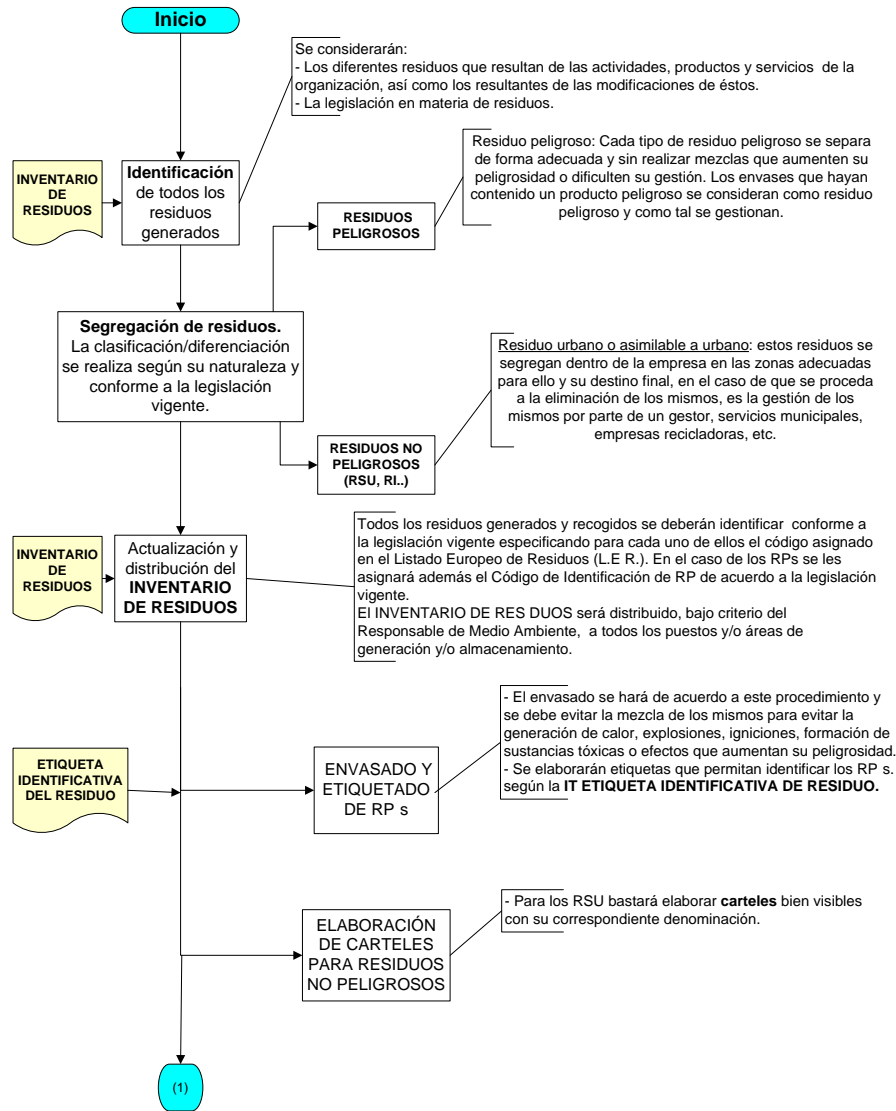 Inicio
Se considerarán:
- Los diferentes residuos que resultan de las actividades, productos y servicios de la
organización, así como los resultantes de las modificaciones de éstos.
- La legislación en materia de residuos.
INVENTARIO
DE
RESIDUOS
Identificación
de todos los
residuos
generados
Residuo peligroso: Cada tipo de residuo peligroso se separa
de forma adecuada y sin realizar mezclas que aumenten su
peligrosidad o dificulten su gestión. Los envases que hayan
contenido un producto peligroso se consideran como residuo
peligroso y como tal se gestionan.
RESIDUOS
PELIGROSOS
Segregación de residuos.
La clasificación/diferenciación
se realiza según su naturaleza y
conforme a la legislación
vigente.
Residuo urbano o asimilable a urbano: estos residuos se
segregan dentro de la empresa en las zonas adecuadas
para ello y su destino final, en el caso de que se proceda
a la eliminación de los mismos, es la gestión de los
mismos por parte de un gestor, servicios municipales,
empresas recicladoras, etc.
RESIDUOS NO
PELIGROSOS
(RSU, RI..)
INVENTARIO
DE
RESIDUOS
Actualización y
distribución del
INVENTARIO
DE RESIDUOS
Todos los residuos generados y recogidos se deberán identificar conforme a
la legislación vigente especificando para cada uno de ellos el código asignado
en el Listado Europeo de Residuos (L.E R.). En el caso de los RPs se les
asignará además el Código de Identificación de RP de acuerdo a la legislación
vigente.
El INVENTARIO DE RES DUOS será distribuido, bajo criterio del
Responsable de Medio Ambiente, a todos los puestos y/o áreas de
generación y/o almacenamiento.
ETIQUETA
IDENTIFICATIVA
DEL RESIDUO
ENVASADO Y
ETIQUETADO
DE RP s
- El envasado se hará de acuerdo a este procedimiento y
se debe evitar la mezcla de los mismos para evitar la
generación de calor, explosiones, igniciones, formación de
sustancias tóxicas o efectos que aumentan su peligrosidad.
- Se elaborarán etiquetas que permitan identificar los RP s.
según la IT ETIQUETA IDENTIFICATIVA DE RESIDUO.
ELABORACIÓN
DE CARTELES
PARA RESIDUOS
NO PELIGROSOS
- Para los RSU bastará elaborar carteles bien visibles
con su correspondiente denominación.
(1)